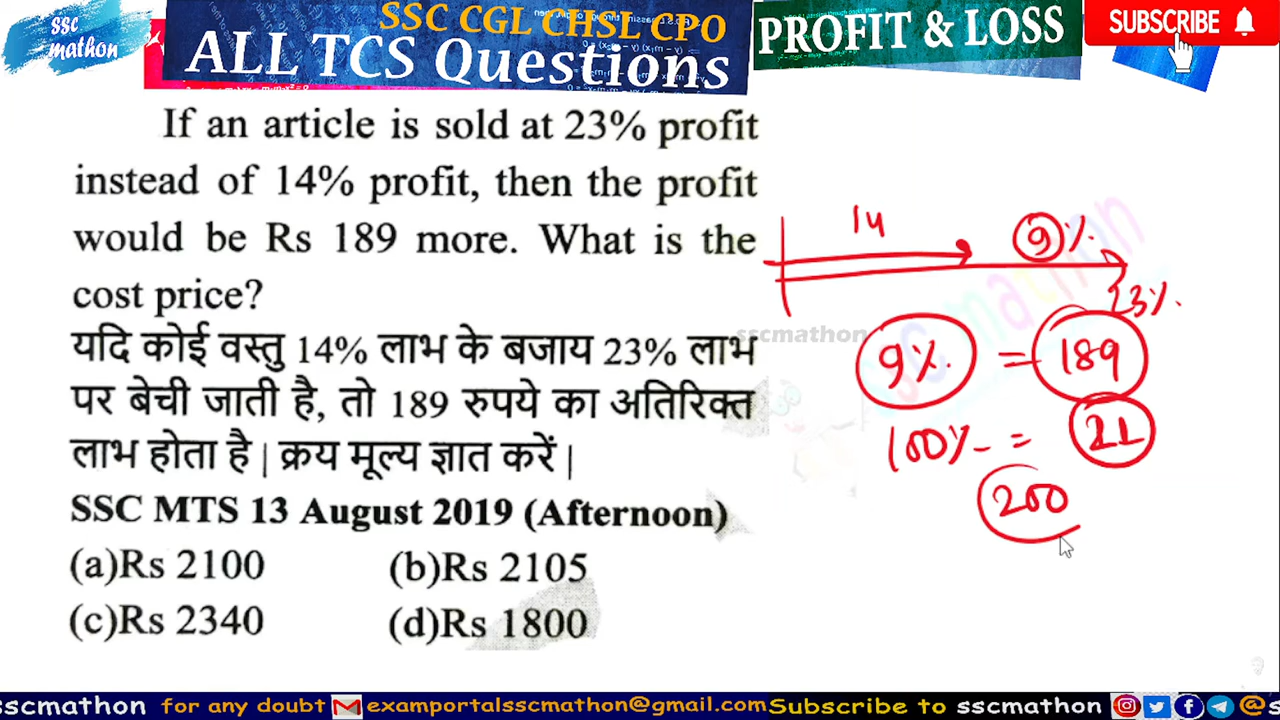 SSC mathon
SSC CGL CHSL CPO
ALL TCS Questions
PROFIT & LOSS
SUBSCRIBE
If an article is sold at 23% profit
instead of 14% profit, then the profit
would be Rs 189 more. What is the
cost price?
यदि कोई वस्तु 14% लाभ के बजाय 23% लाभ
पर बेची जाती है, तो 189 रुपये का अतिरिक्त
लाभ होता है| क्रय मूल्य ज्ञात करें|
SSC MTS 13 August 2019 (Afternoon)
(a)Rs 2100 (b)Rs 2105
(c)Rs 2340 (d)Rs 1800
14 9%
3%
sscmathon
ssc mathon
9% = 189
100% = 21
200
sscmathon for any doubt examportalsscmathon@gmail.com Subscribe to sscmathon @s